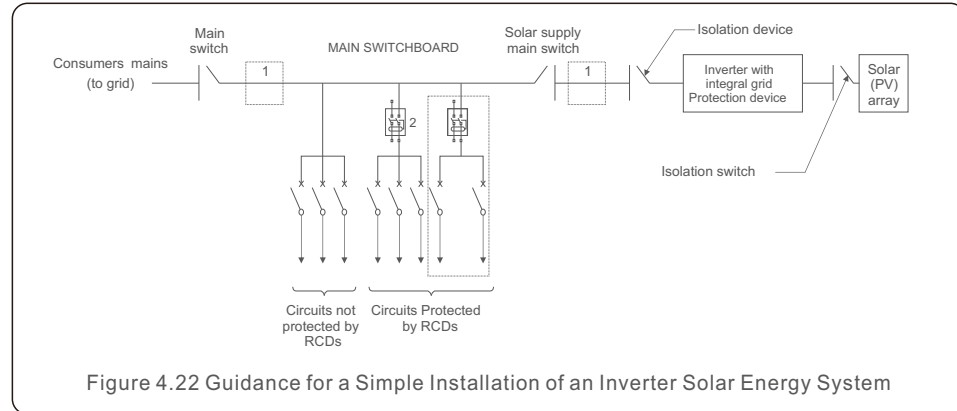 Main
switch
Consumers mains
(to grid)
1
MAIN SWITCHBOARD
Solar supply
main switch
1
Isolation device
Inverter with
integral grid
Protection device
Solar
(PV)
array
2
Isolation switch
Circuits not
protected by
RCDs
Circuits Protected
by RCDs
Figure 4.22 Guidance for a Simple Installation of an Inverter Solar Energy System